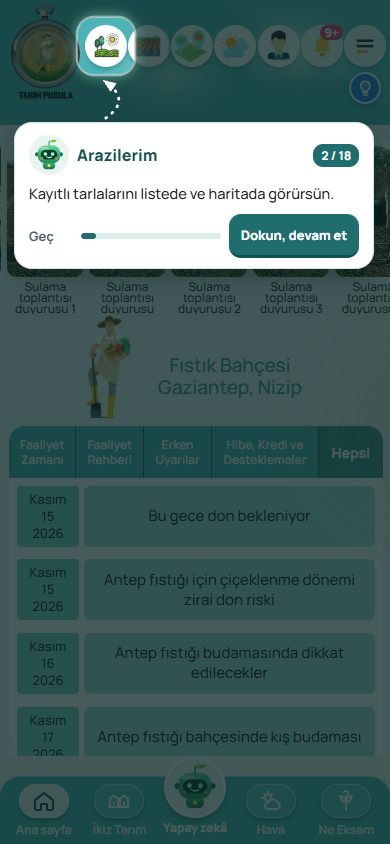 9+
TARIM PUSULA
Arazilerim
2 / 18
Kayıtlı tarlalarını listede ve haritada görürsün.
Geç
Dokun, devam et
Sulama
toplantısı
duyurusu 1
Sulama
toplantısı
duyurusu
Sulama
toplantısı
duyurusu 2
Sulama
toplantısı
duyurusu 3
Fıstık Bahçesi
Gaziantep, Nizip
Faaliyet
Zamanı
Faaliyet
Rehberi
Erken
Uyarılar
Hibe, Kredi ve
Desteklemeler
Hepsi
Kasım
15
2026
Bu gece don bekleniyor
Kasım
15
2026
Antep fıstığı için çiçeklenme dönemi
zirai don riski
Kasım
16
2026
Antep fıstığı budamasında dikkat
edilecekler
Kasım
17
2026
Antep fıstığı bahçesinde kış budaması
Ana sayfa
İkiz Tarım
Yapay zekâ
Hava
Ne Eksem